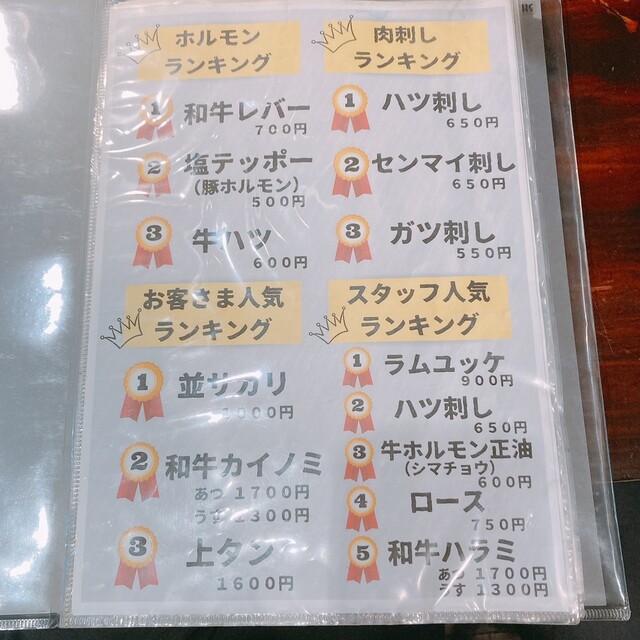 ホルモン
ランキング
1 和牛レバー
700円
2 塩テッポー
(豚ホルモン)
500円
3 牛ハツ
600円
肉刺し
ランキング
1 ハツ刺し
650円
2 センマイ刺し
650円
3 ガツ刺し
550円
お客さま人気
ランキング
1 並サガリ
1000円
2 和牛カイノミ
あつ 1700円
うす 1300円
3 上タン
1600円
スタッフ人気
ランキング
1 ラムユッケ
900円
2 ハツ刺し
650円
3 牛ホルモン正油
(シマチョウ)
600円
4 ロース
750円
5 和牛ハラミ
あつ 1700円
うす 1300円